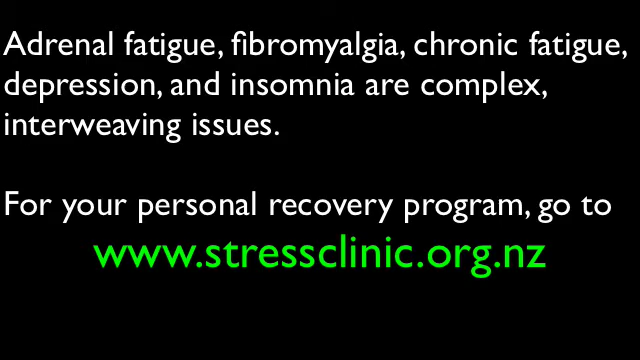 Adrenal fatigue, fibromyalgia, chronic fatigue,
depression, and insomnia are complex,
interweaving issues.
For your personal recovery program, go to
www.stressclinic.org.nz